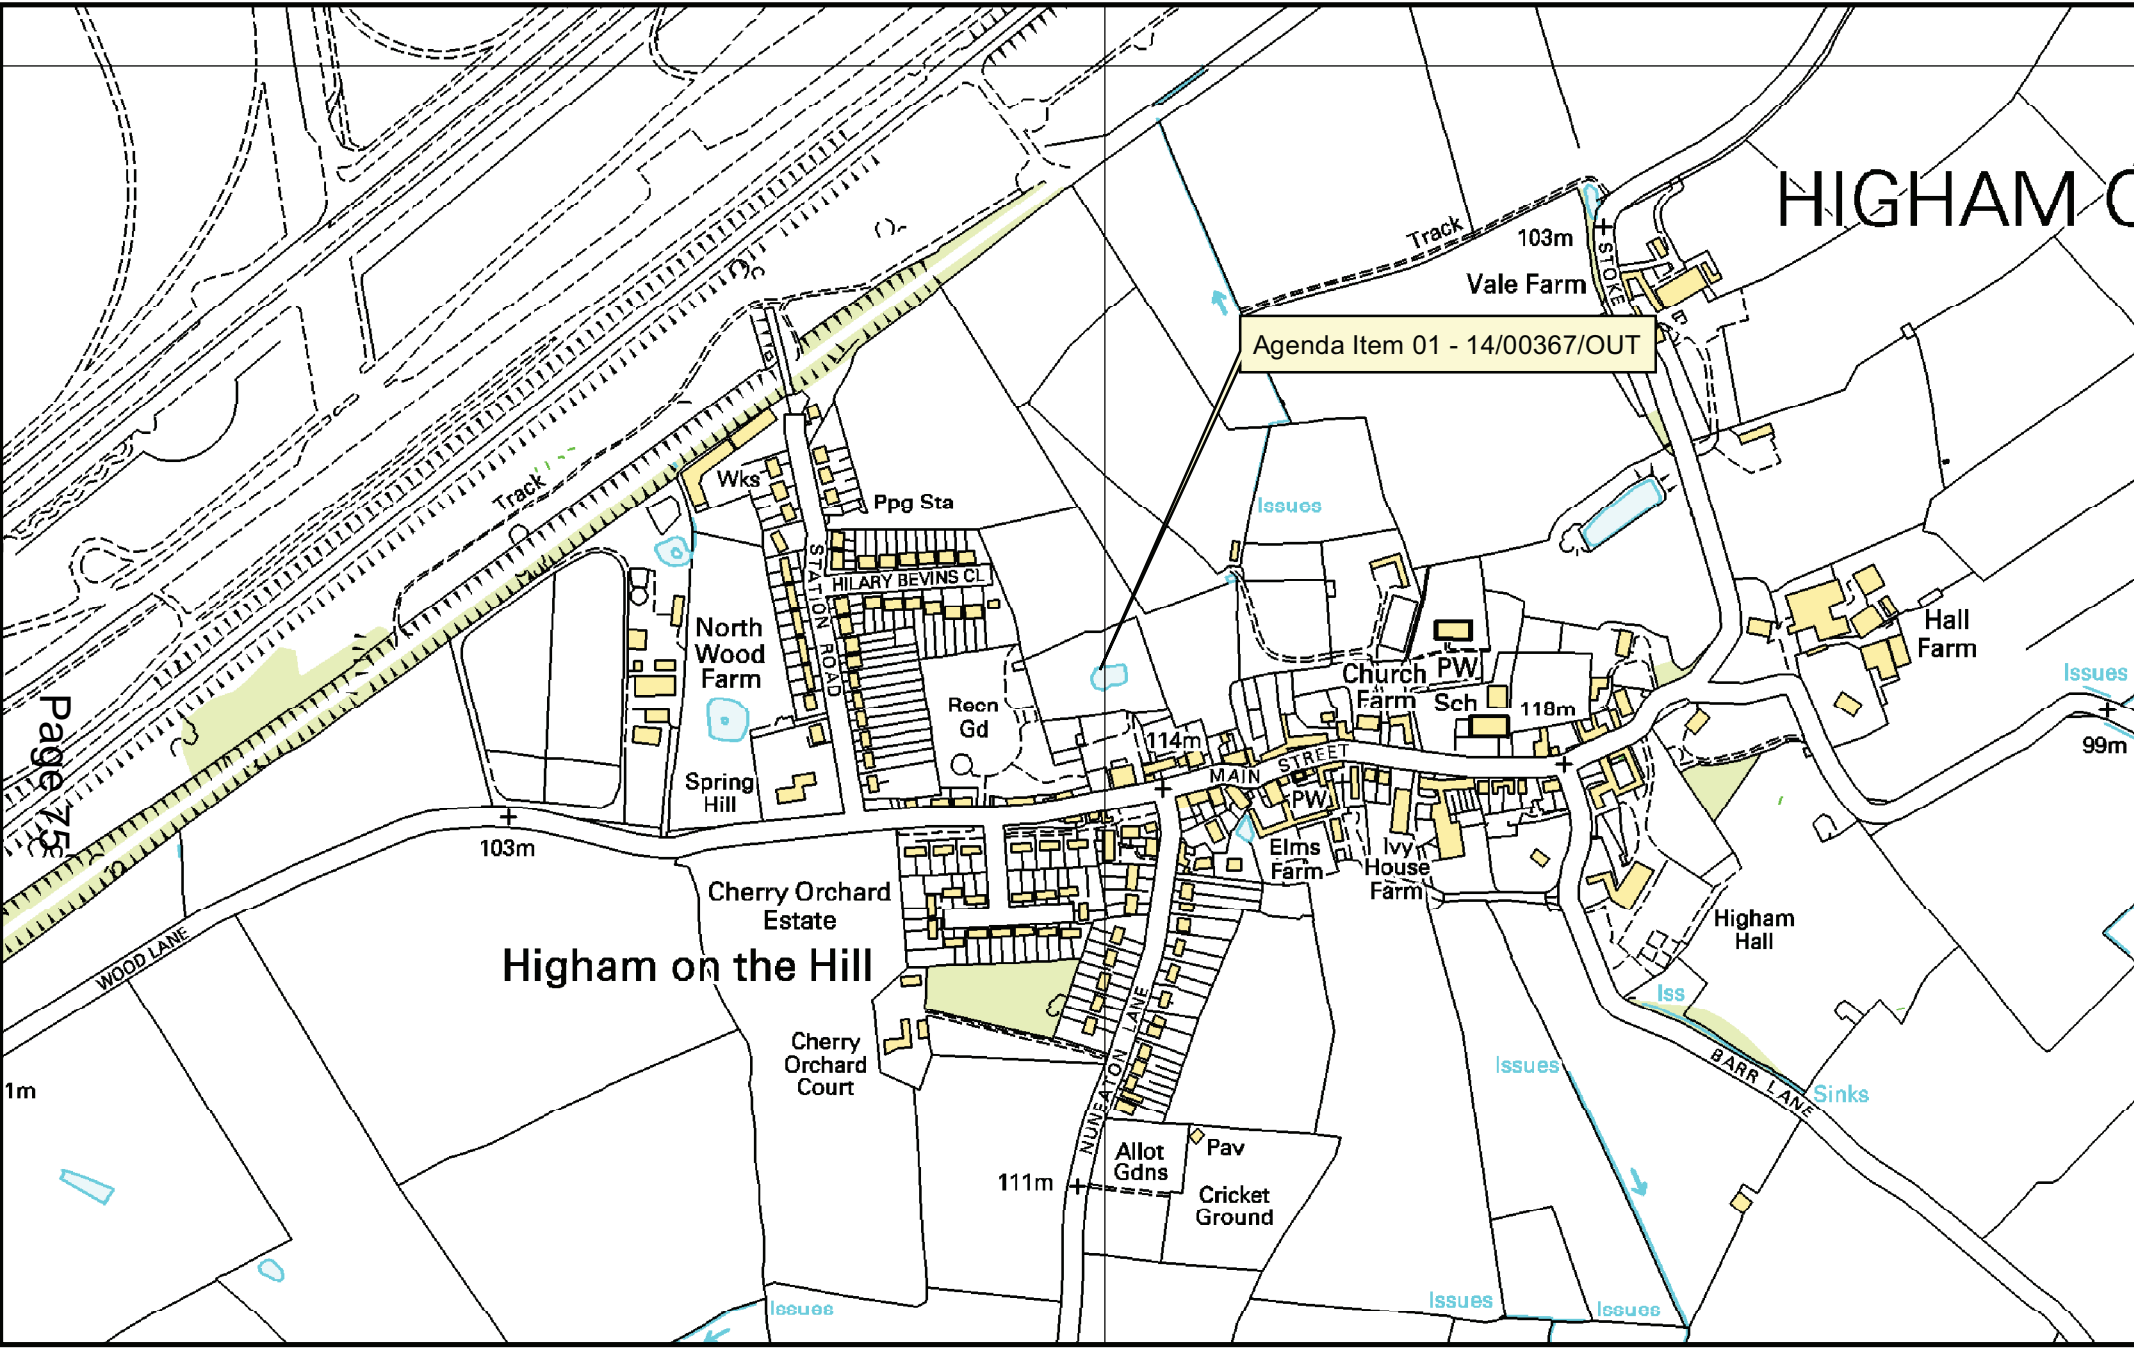 HIGHAM
Track
103m
STOKE
Vale Farm
Agenda Item 01 - 14/00367/OUT
Track
Wks
Ppg Sta
Issues
STATION ROAD
HILARY BEVINS CL
North
Wood
Farm
Hall
Farm
Church
Farm
PW
Sch
118m
Issues
99m
Recn
Gd
114m
MAIN STREET
PW
Page 75
Spring
Hill
103m
Elms
Farm
Ivy
House
Farm
Cherry Orchard
Estate
Higham on the Hill
Higham
Hall
WOOD LANE
NUNEATON LANE
Iss
BARR LANE
Sinks
Cherry
Orchard
Court
Issues
1m
Allot
Gdns
Pav
111m
Cricket
Ground
Issues
Issues
Issues